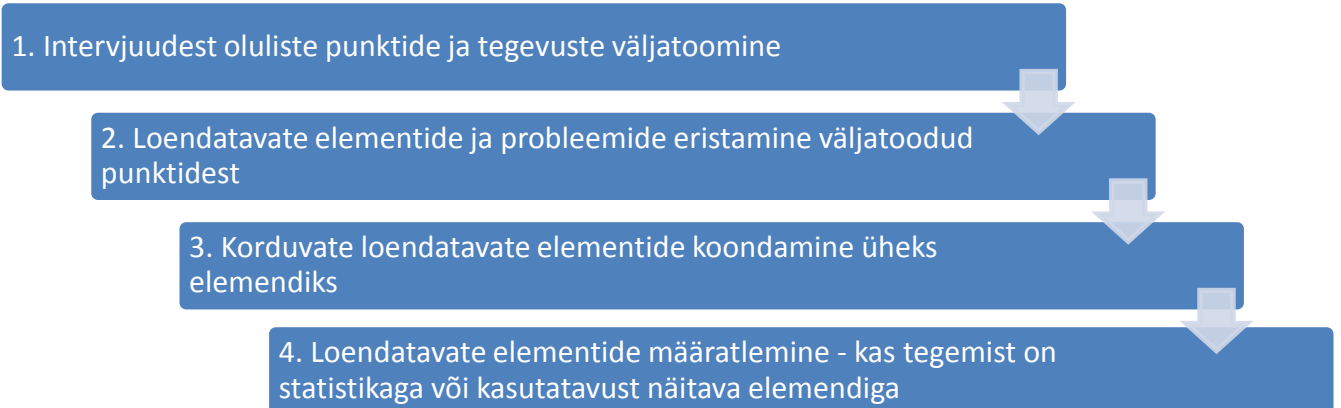 1. Intervjuudest oluliste punktide ja tegevuste väljatoomine
2. Loendatavate elementide ja probleemide eristamine väljatoodud
punktidest
3. Korduvate loendatavate elementide koondamine üheks
elemendiks
4. Loendatavate elementide määratlemine - kas tegemist on
statistikaga või kasutatavust näitava elemendiga